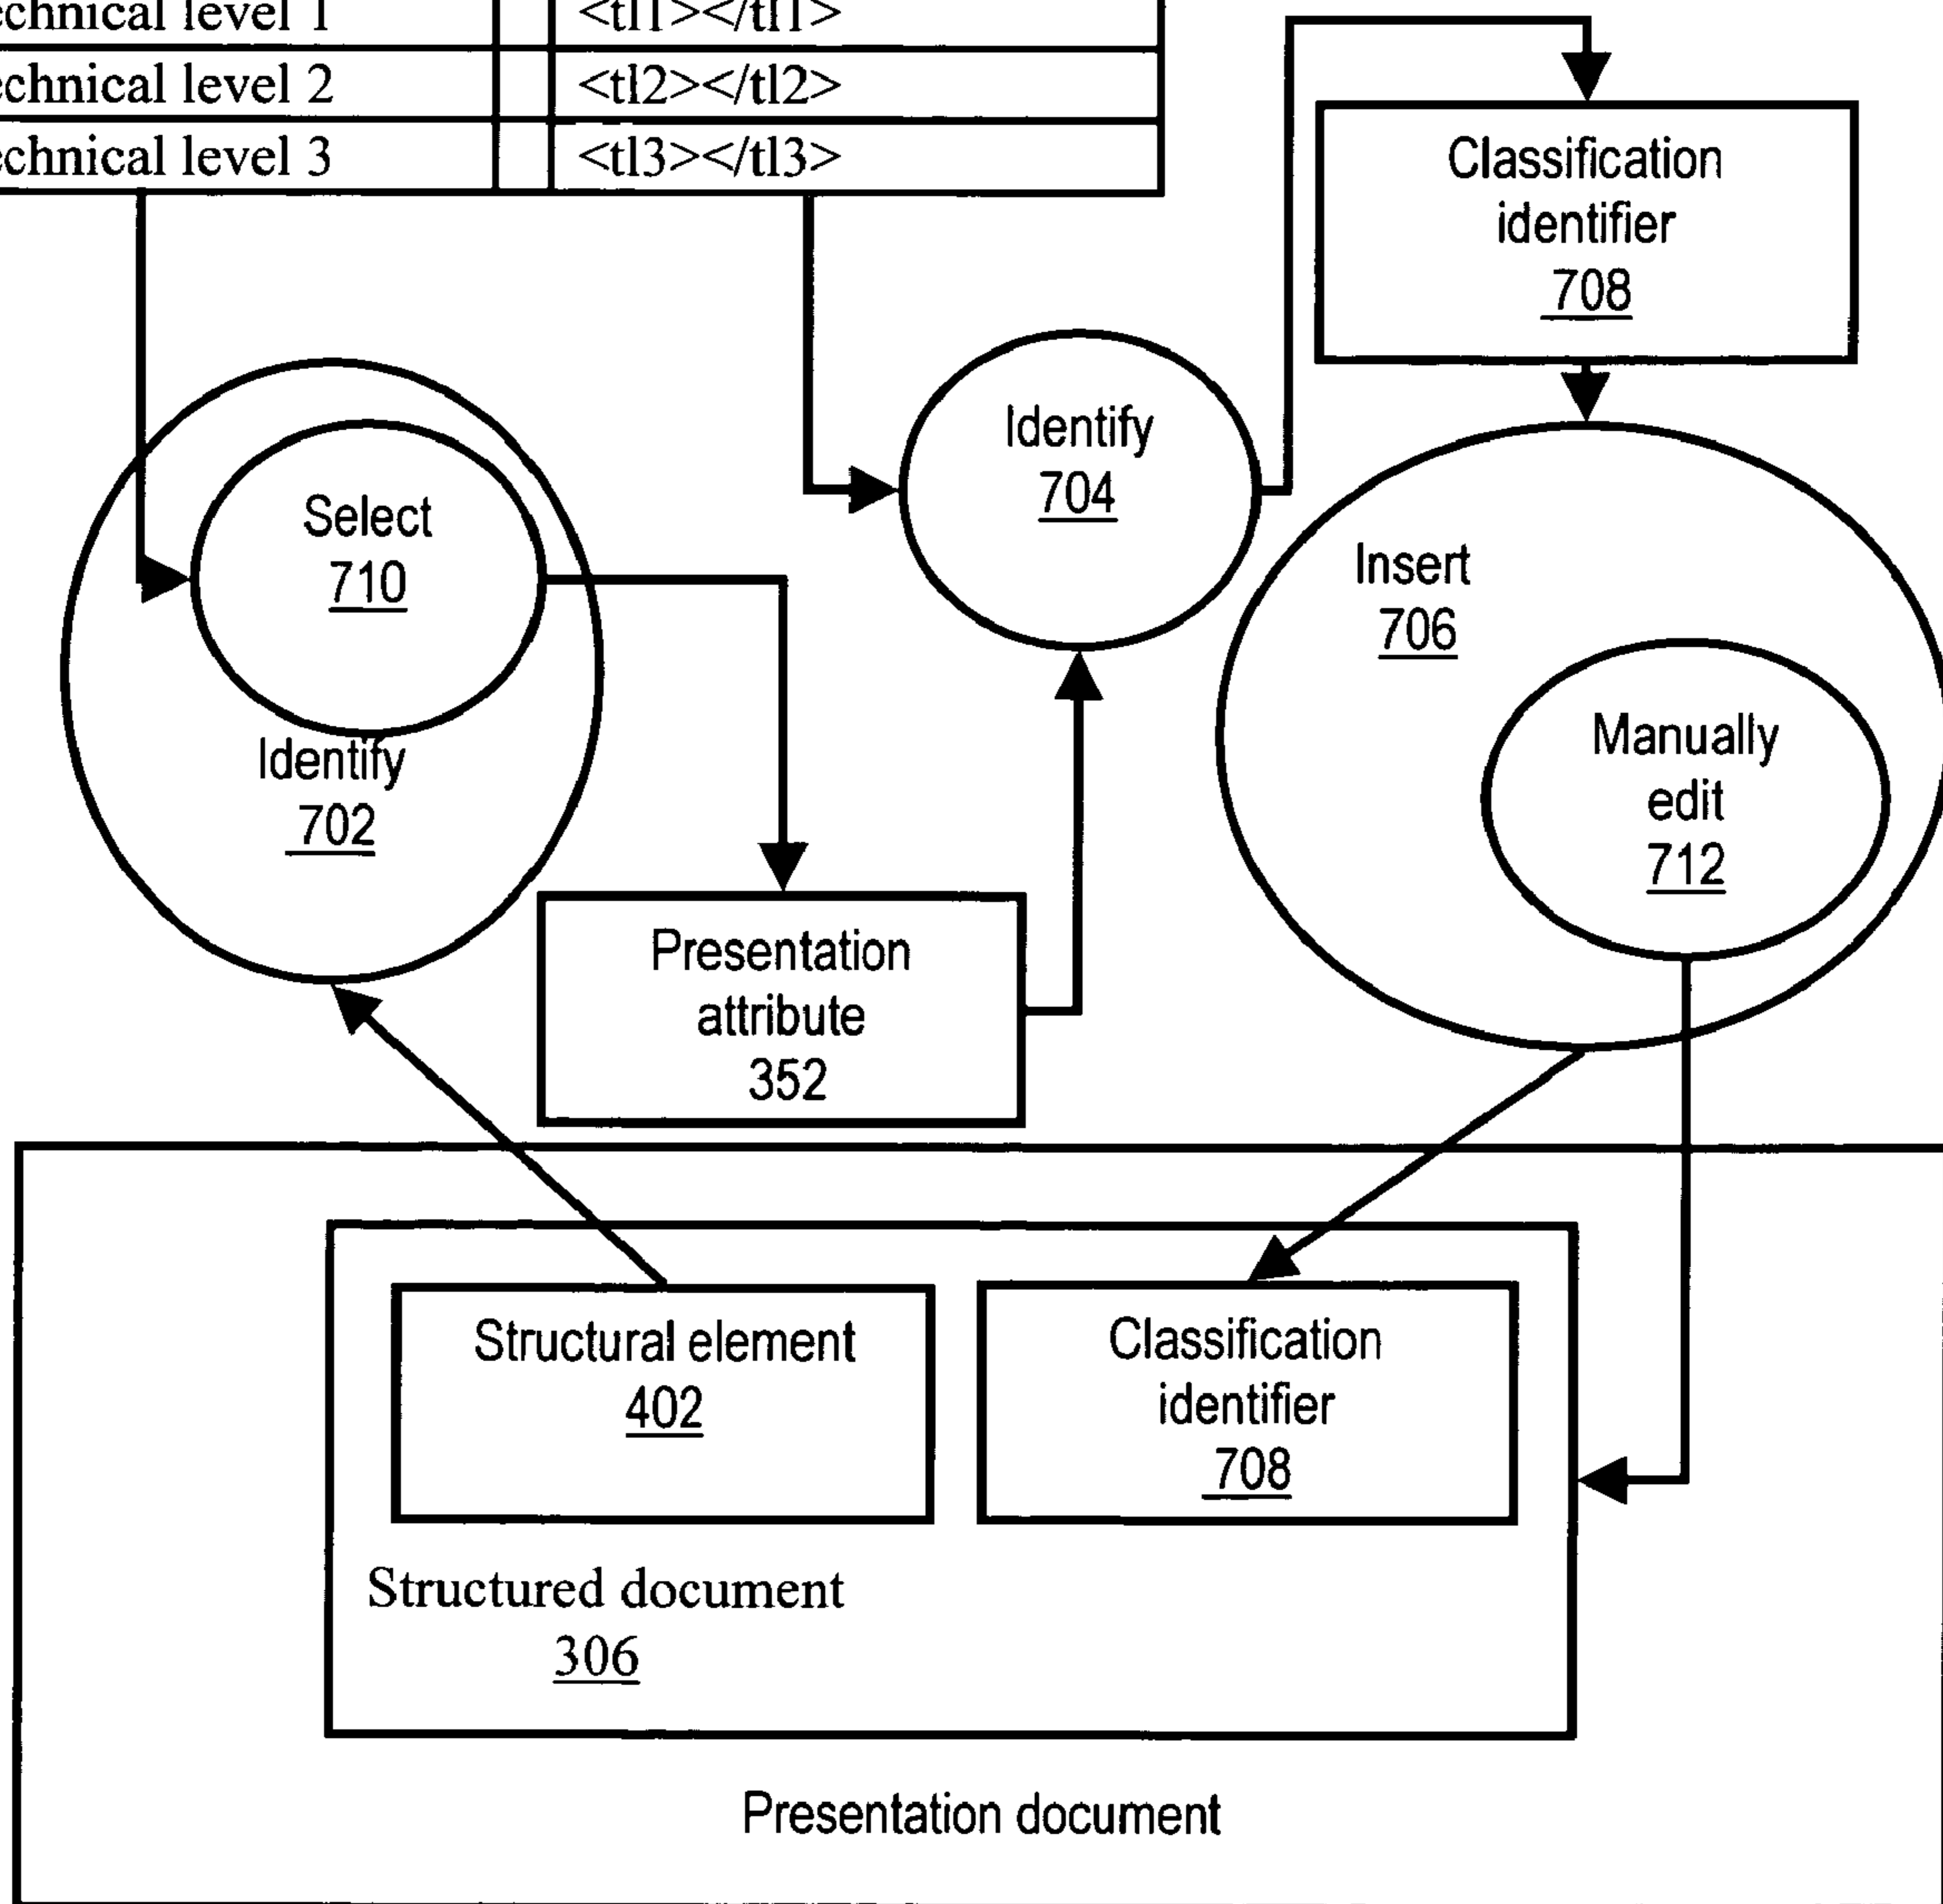 echnical level 1 <tl1></tl1>
echnical level 2 <tl2></tl2>
echnical level 3 <tl3></tl3>
Classification
identifier
708
Identify
704
Select
710
Identify
702
Insert
706
Manually
edit
712
Presentation
attribute
352
Structural element
402
Classification
identifier
708
Structured document
306
Presentation document